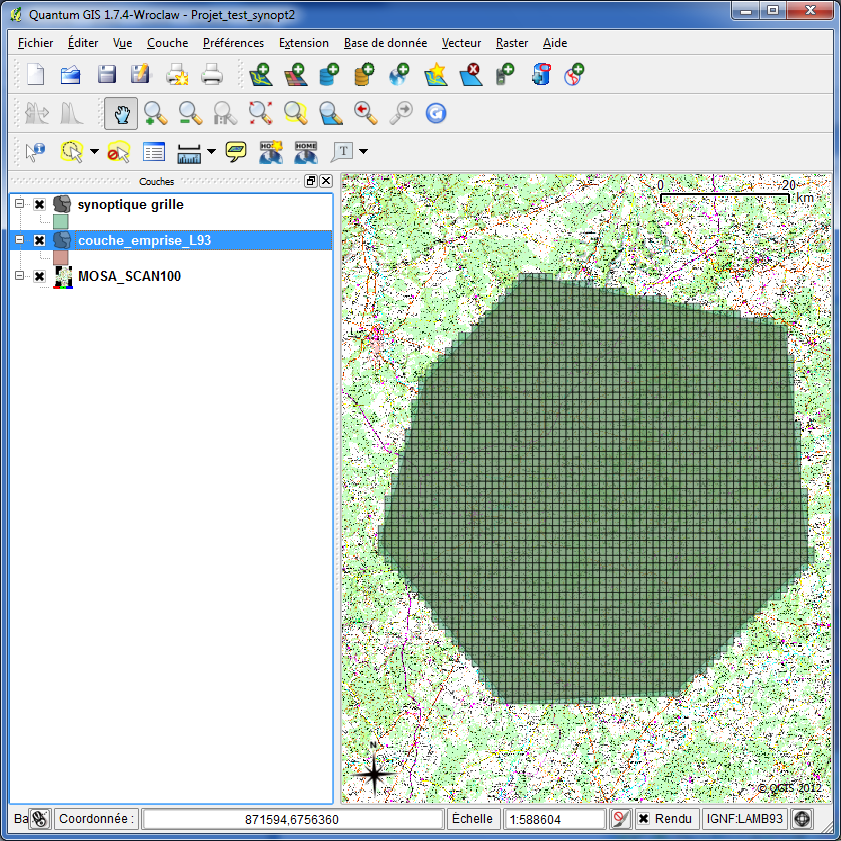 Quantum GIS 1.7.4-Wroclaw - Projet_test_synopt2
Fichier Éditer Vue Couche Préférences Extension Base de donnée Vecteur Raster Aide
T
HOME
Couches
synoptique grille
couche_emprise_L93
MOSA_SCAN100
0 20
km
N
© QGIS 2012
Ba Coordonnée : 871594,6756360 Échelle 1:588604 Rendu IGNF:LAMB93